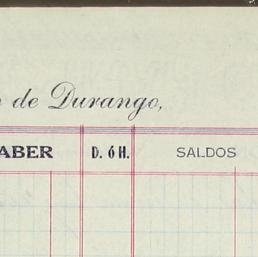 de Durango,
ABER D. ó H. SALDOS